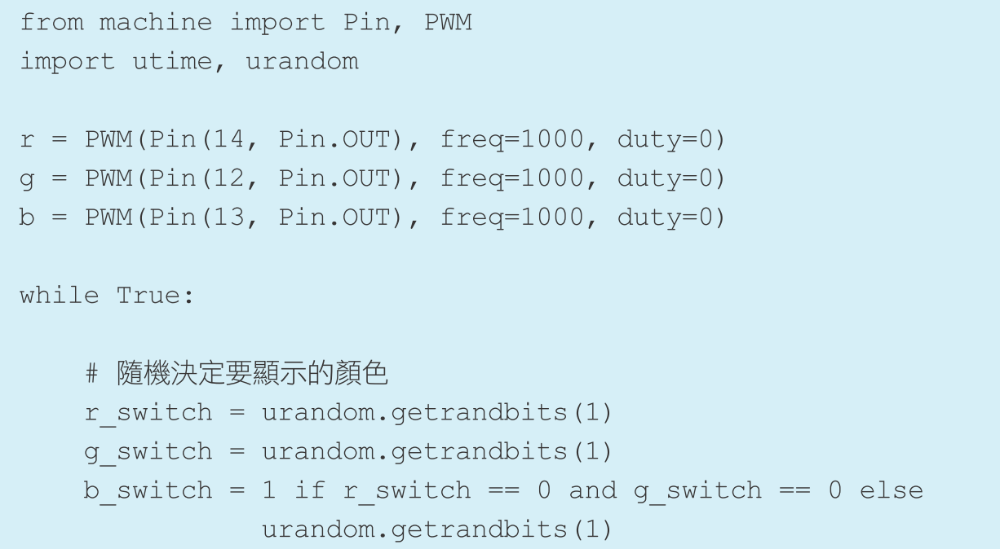 from machine import Pin, PWM
import utime, urandom

r = PWM(Pin(14, Pin.OUT), freq=1000, duty=0)
g = PWM(Pin(12, Pin.OUT), freq=1000, duty=0)
b = PWM(Pin(13, Pin.OUT), freq=1000, duty=0)

while True:

    # 隨機決定要顯示的顏色
    r_switch = urandom.getrandbits(1)
    g_switch = urandom.getrandbits(1)
    b_switch = 1 if r_switch == 0 and g_switch == 0 else
               urandom.getrandbits(1)